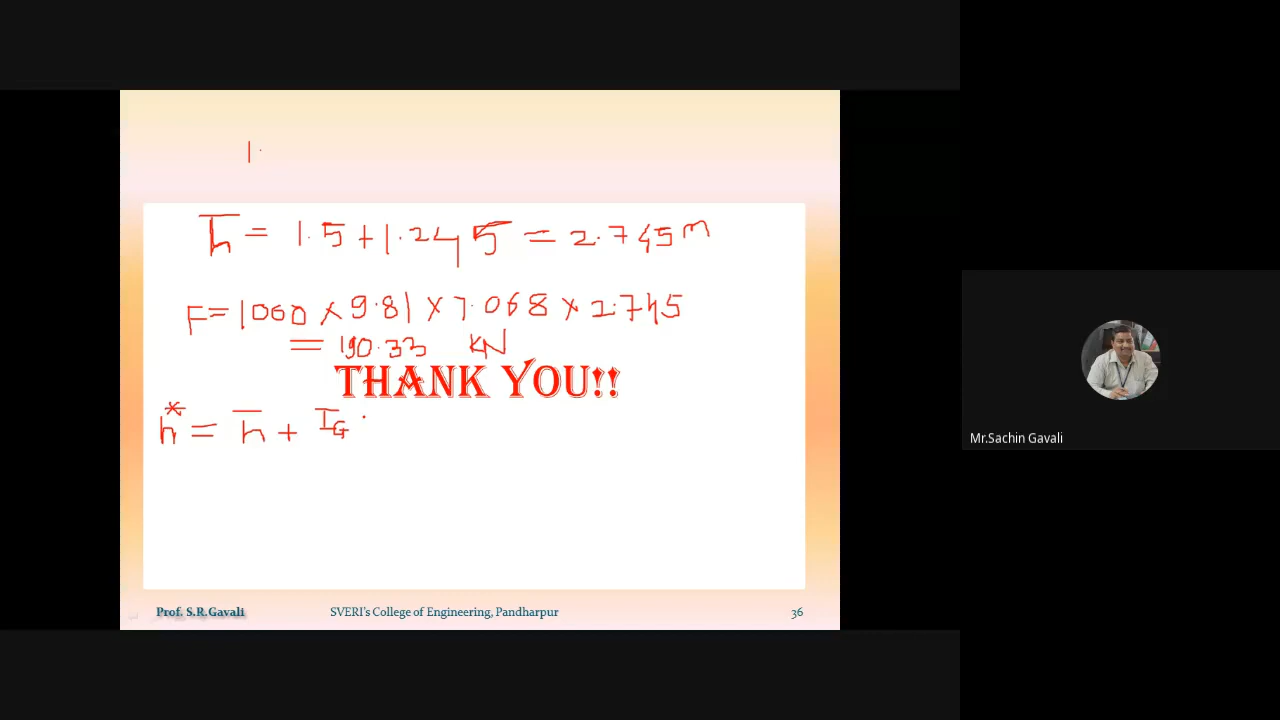 1.
h̅ = 1.5 + 1.245 = 2.745 m
F = 1000 × 9.81 × 7.068 × 2.745
= 190.33 KN
THANK YOU!!
h* = h̅ + IG
Mr.Sachin Gavali
Prof. S.R.Gavali SVERI's College of Engineering, Pandharpur 36